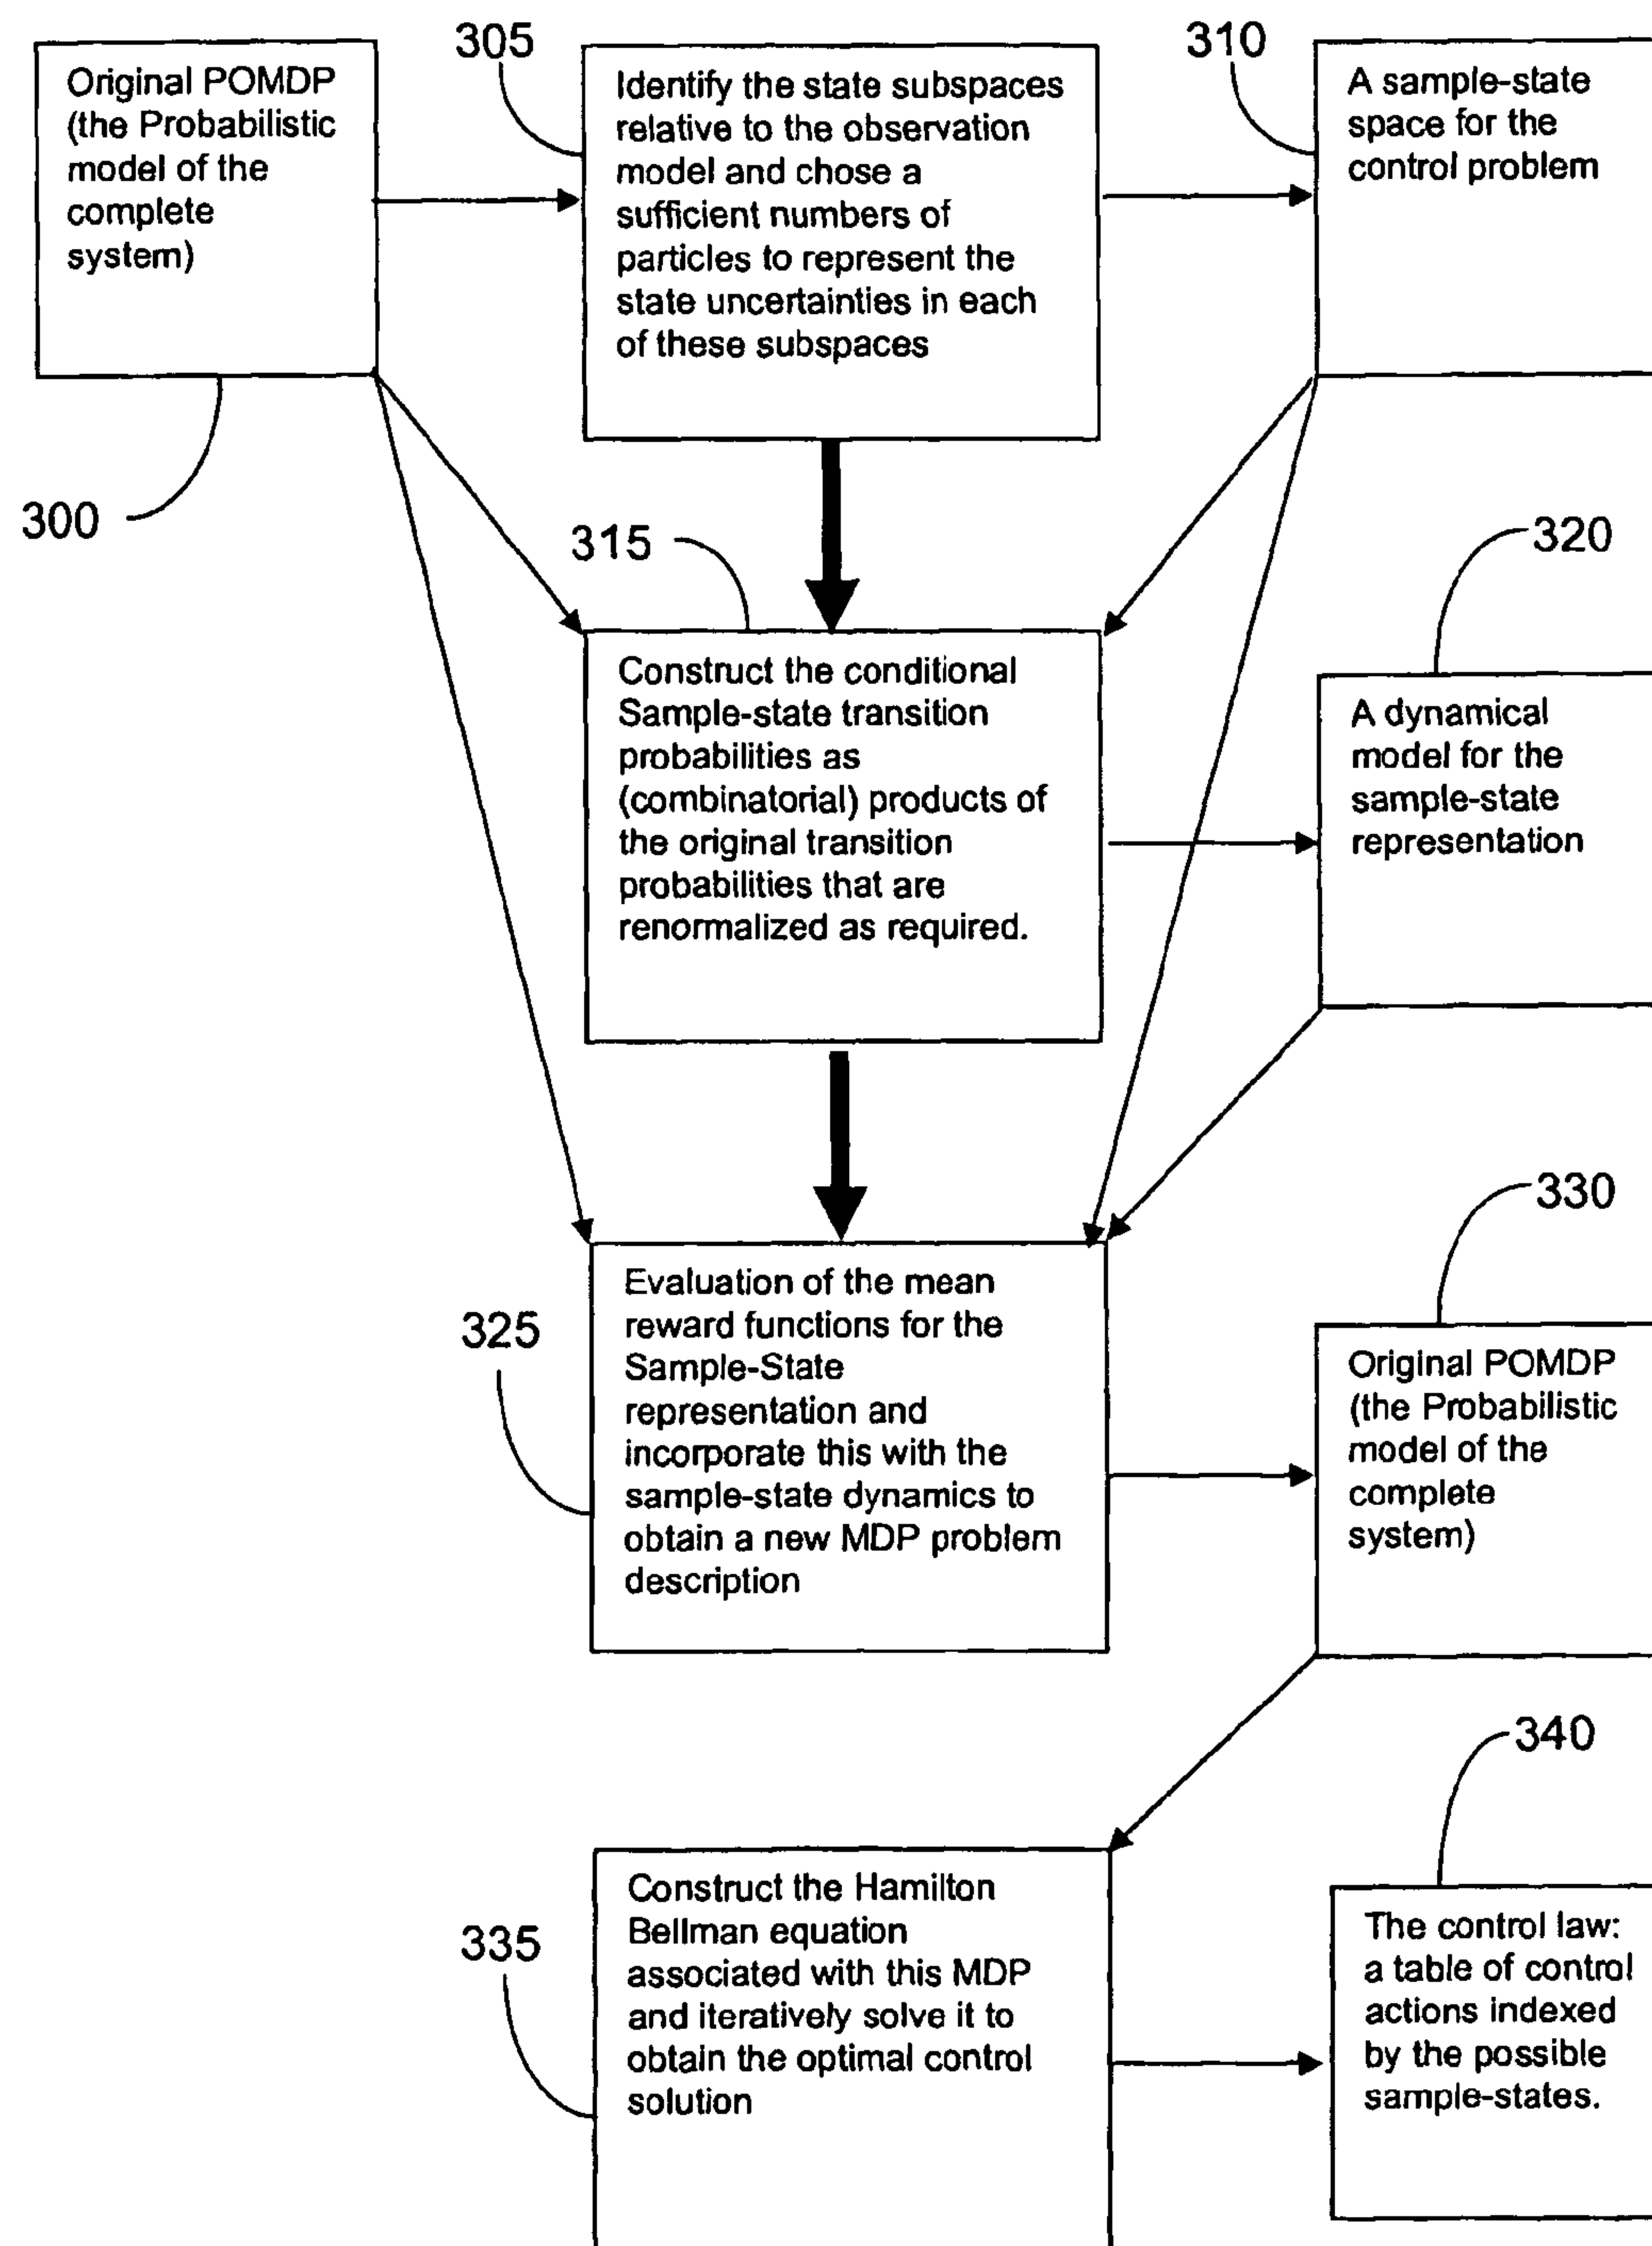 305
310
Original POMDP
(the Probabilistic
model of the
complete
system)
Identify the state subspaces
relative to the observation
model and chose a
sufficient numbers of
particles to represent the
state uncertainties in each
of these subspaces
A sample-state
space for the
control problem
300
315
320
Construct the conditional
Sample-state transition
probabilities as
(combinatorial) products of
the original transition
probabilities that are
renormalized as required.
A dynamical
model for the
sample-state
representation
330
325
Evaluation of the mean
reward functions for the
Sample-State
representation and
incorporate this with the
sample-state dynamics to
obtain a new MDP problem
description
Original POMDP
(the Probabilistic
model of the
complete
system)
340
335
Construct the Hamilton
Bellman equation
associated with this MDP
and iteratively solve it to
obtain the optimal control
solution
The control law:
a table of control
actions indexed
by the possible
sample-states.